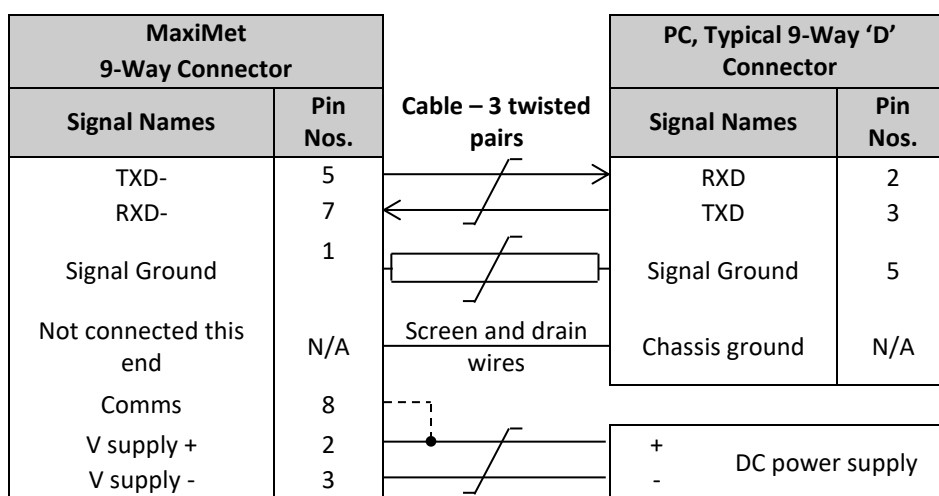 MaxiMet
9-Way Connector
PC, Typical 9-Way ‘D’
Connector
Signal Names
Pin
Nos.
Cable – 3 twisted
pairs
Signal Names
Pin
Nos.
TXD- 5 RXD 2
RXD- 7 TXD 3
Signal Ground 1 Signal Ground 5
Not connected this
end
N/A
Screen and drain
wires
Chassis ground N/A
Comms 8
V supply + 2 +
V supply - 3 -
DC power supply